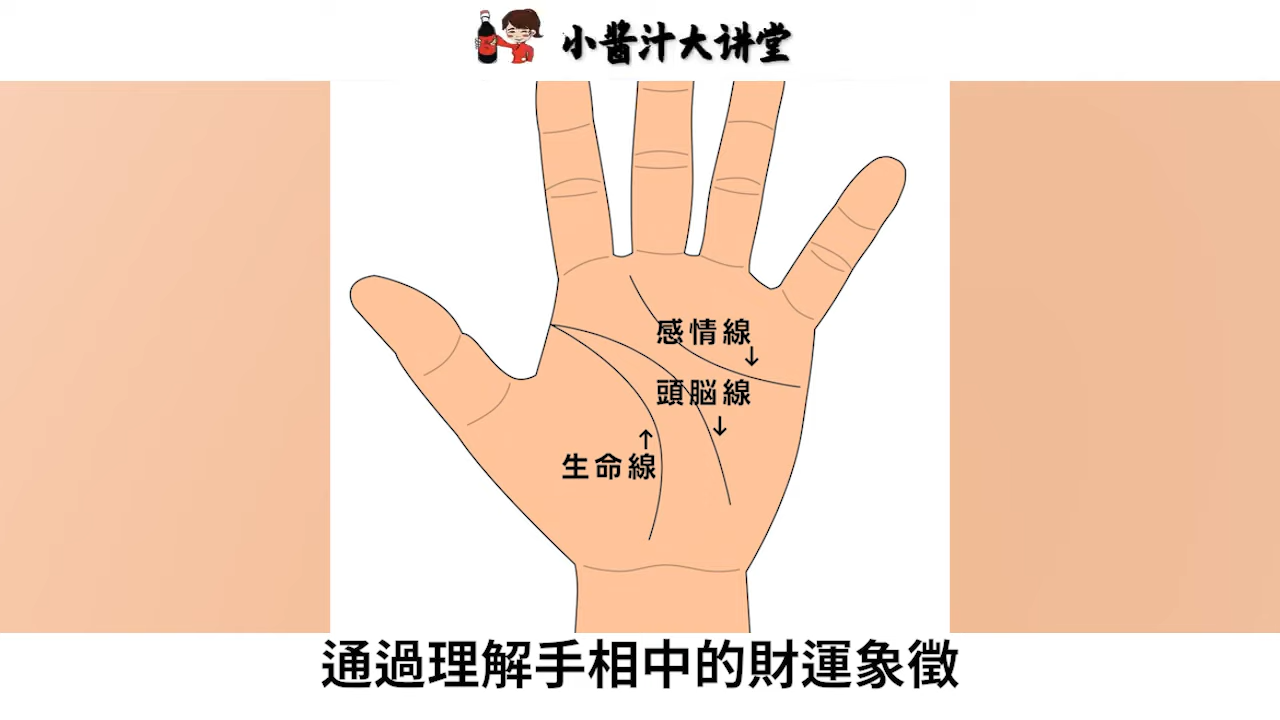 小酱汁大讲堂
感情線
↓
頭脳線
↓
↑
生命線
通過理解手相中的財運象徵